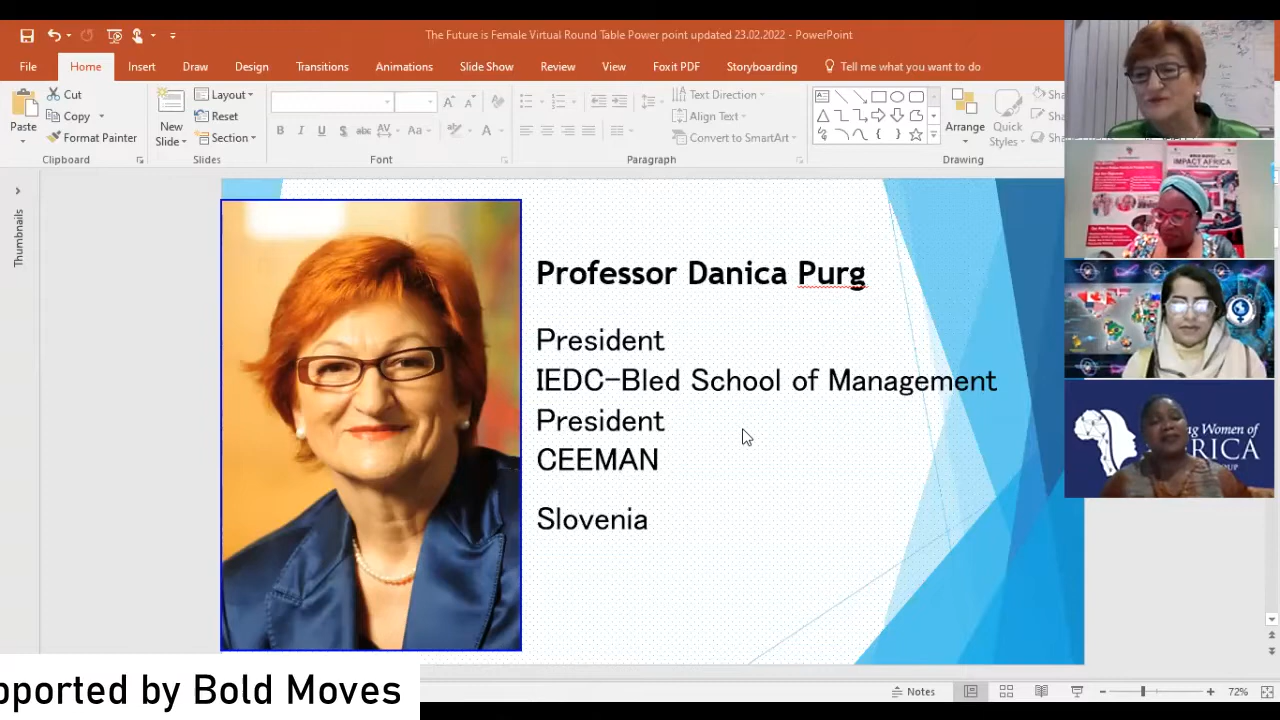 The Future is Female Virtual Round Table Power point updated 23.02.2022 - PowerPoint
File Home Insert Draw Design Transitions Animations Slide Show Review View Foxit PDF Storyboarding Tell me what you want to do
Paste
Cut
Copy
Format Painter
Clipboard
New
Slide
Layout
Reset
Section
Slides
Font
Text Direction
Align Text
Convert to SmartArt
Paragraph
Arrange
Quick
Styles
Drawing
Thumbnails
Professor Danica Purg
President
IEDC-Bled School of Management
President
CEEMAN
Slovenia
IMPACT AFRICA
ng Women of
RICA
pported by Bold Moves
Notes
72%